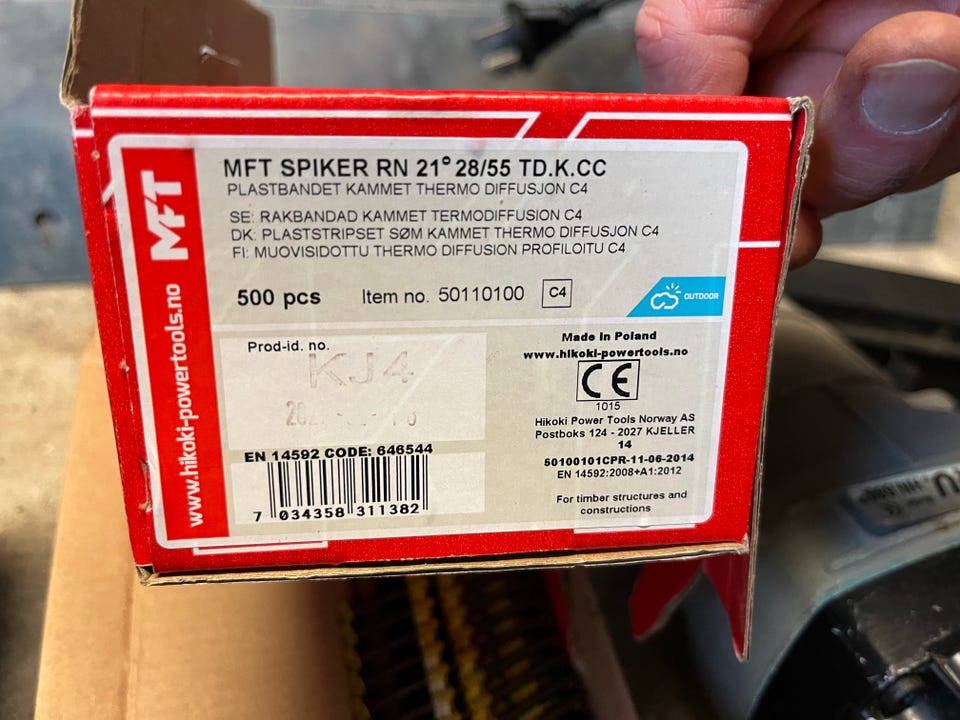 MFT
www.hikoki-powertools.no
MFT SPIKER RN 21° 28/55 TD.K.CC
PLASTBANDET KAMMET THERMO DIFFUSJON C4
SE: RAKBANDAD KAMMET TERMODIFFUSION C4
DK: PLASTSTRIPSET SØM KAMMET THERMO DIFFUSJON C4
FI: MUOVISIDOTTU THERMO DIFFUSION PROFILOITU C4
500 pcs Item no. 50110100 C4
OUTDOOR
Prod-id. no.
KJ4
EN 14592 CODE: 646544
7 034358 311382
Made in Poland
www.hikoki-powertools.no
CE
1015
Hikoki Power Tools Norway AS
Postboks 124 - 2027 KJELLER
14
50100101CPR-11-06-2014
EN 14592:2008+A1:2012
For timber structures and
constructions